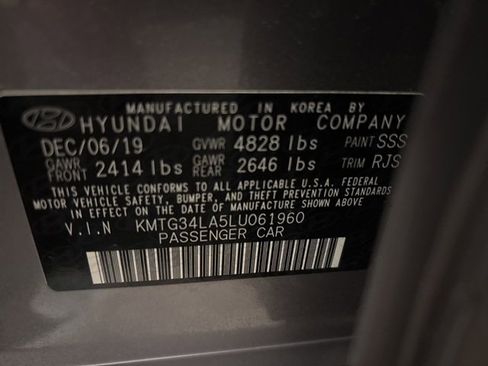 MANUFACTURED IN KOREA BY
HYUNDAI MOTOR COMPANY
DEC/06/19 GVWR 4828 lbs PAINT SSS
GAWR FRONT 2414 lbs GAWR REAR 2646 lbs TRIM RJS
THIS VEHICLE CONFORMS TO ALL APPLICABLE U.S.A. FEDERAL
MOTOR VEHICLE SAFETY, BUMPER, AND THEFT PREVENTION STANDARDS
IN EFFECT ON THE DATE OF MANUFACTURE SHOWN ABOVE.
V.I.N KMTG34LA5LU061960
PASSENGER CAR